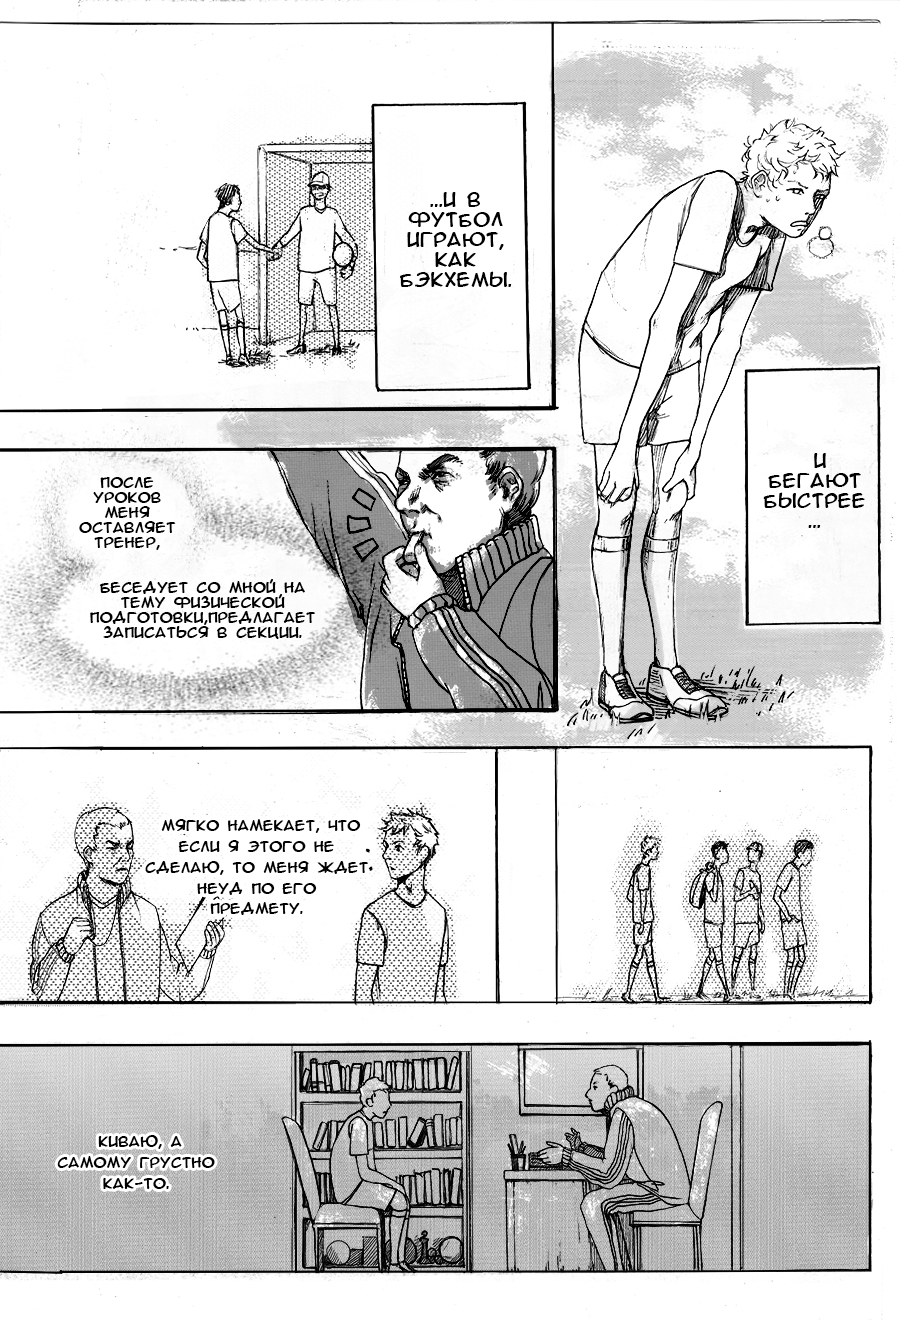 И
БЕГАЮТ
БЫСТРЕЕ
...
...И В
ФУТБОЛ
ИГРАЮТ,
КАК
БЭКХЕМЫ.
ПОСЛЕ
УРОКОВ
МЕНЯ
ОСТАВЛЯЕТ
ТРЕНЕР,
БЕСЕДУЕТ СО МНОЙ НА
ТЕМУ ФИЗИЧЕСКОЙ
ПОДГОТОВКИ,ПРЕДЛАГАЕТ
ЗАПИСАТЬСЯ В СЕКЦИИ.
МЯГКО НАМЕКАЕТ, ЧТО
ЕСЛИ Я ЭТОГО НЕ
СДЕЛАЮ, ТО МЕНЯ ЖДЕТ
НЕУД ПО ЕГО
ПРЕДМЕТУ.
КИВАЮ, А
САМОМУ ГРУСТНО
КАК-ТО.